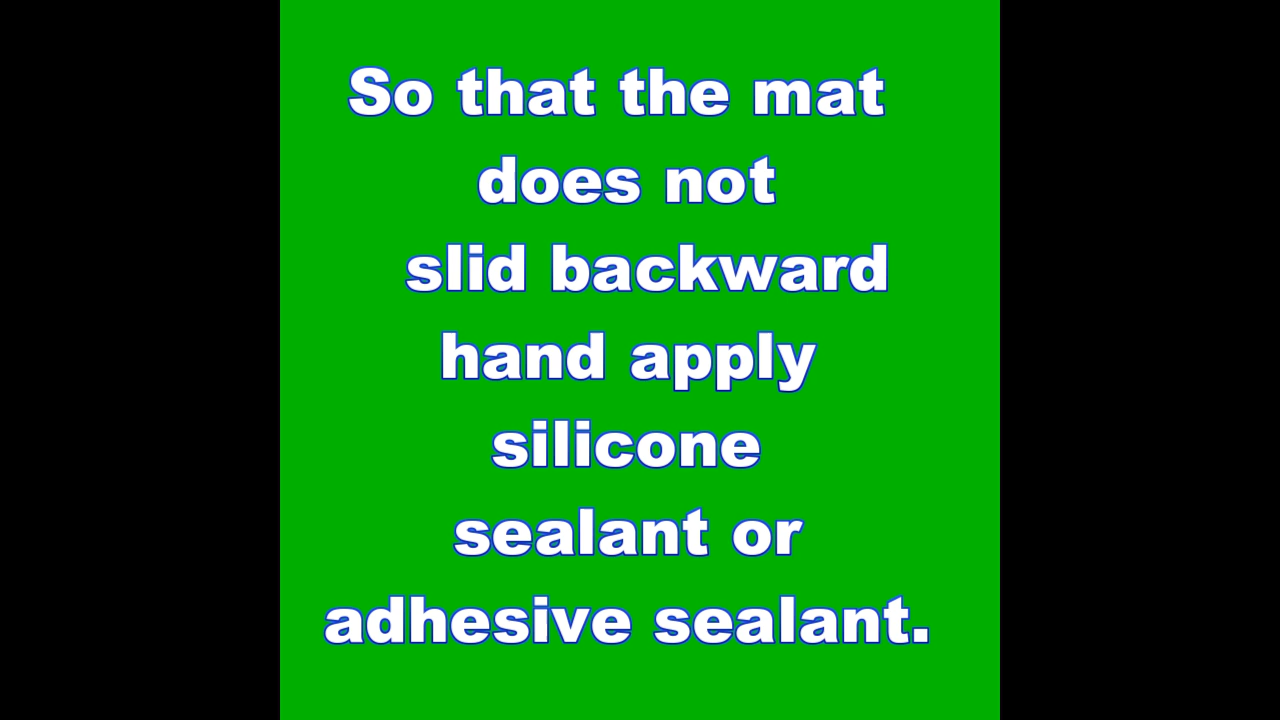 So that the mat
does not
slid backward
hand apply
silicone
sealant or
adhesive sealant.